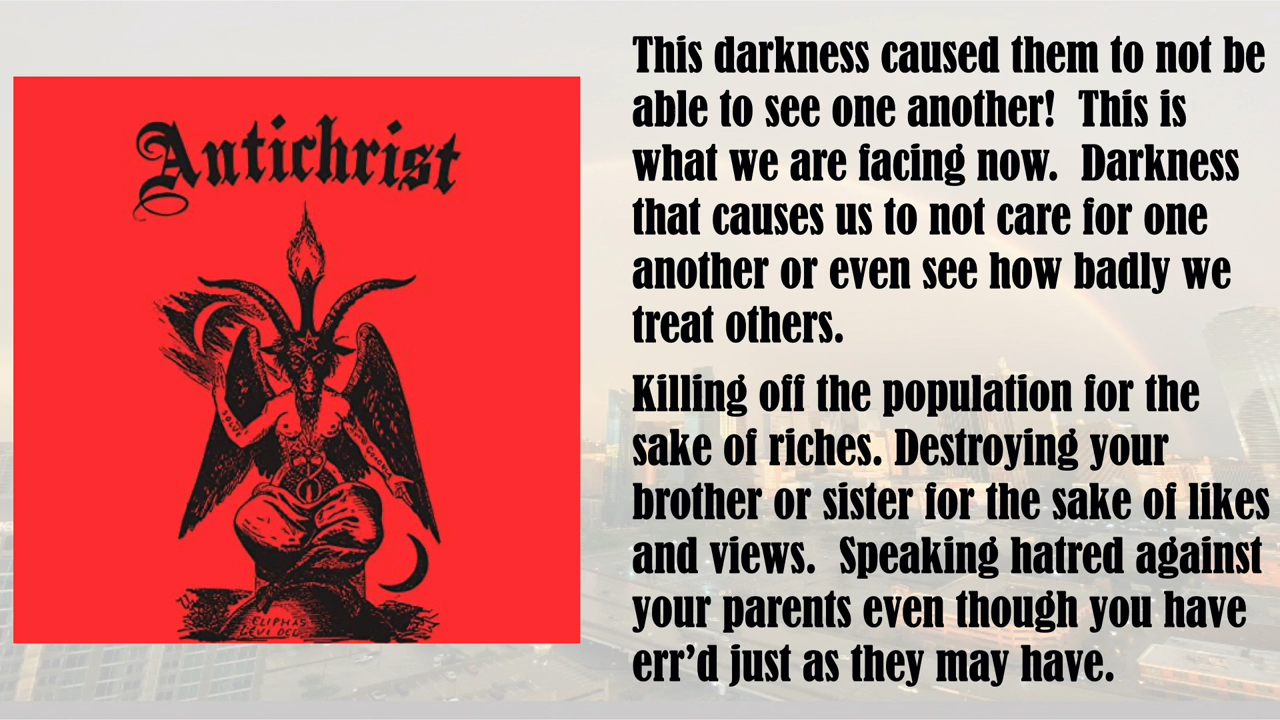 Antichrist
SOLVE
COAGULA
ELIPHAS
LEVI DEL
This darkness caused them to not be
able to see one another!  This is
what we are facing now.  Darkness
that causes us to not care for one
another or even see how badly we
treat others.
Killing off the population for the
sake of riches. Destroying your
brother or sister for the sake of likes
and views.  Speaking hatred against
your parents even though you have
err’d just as they may have.